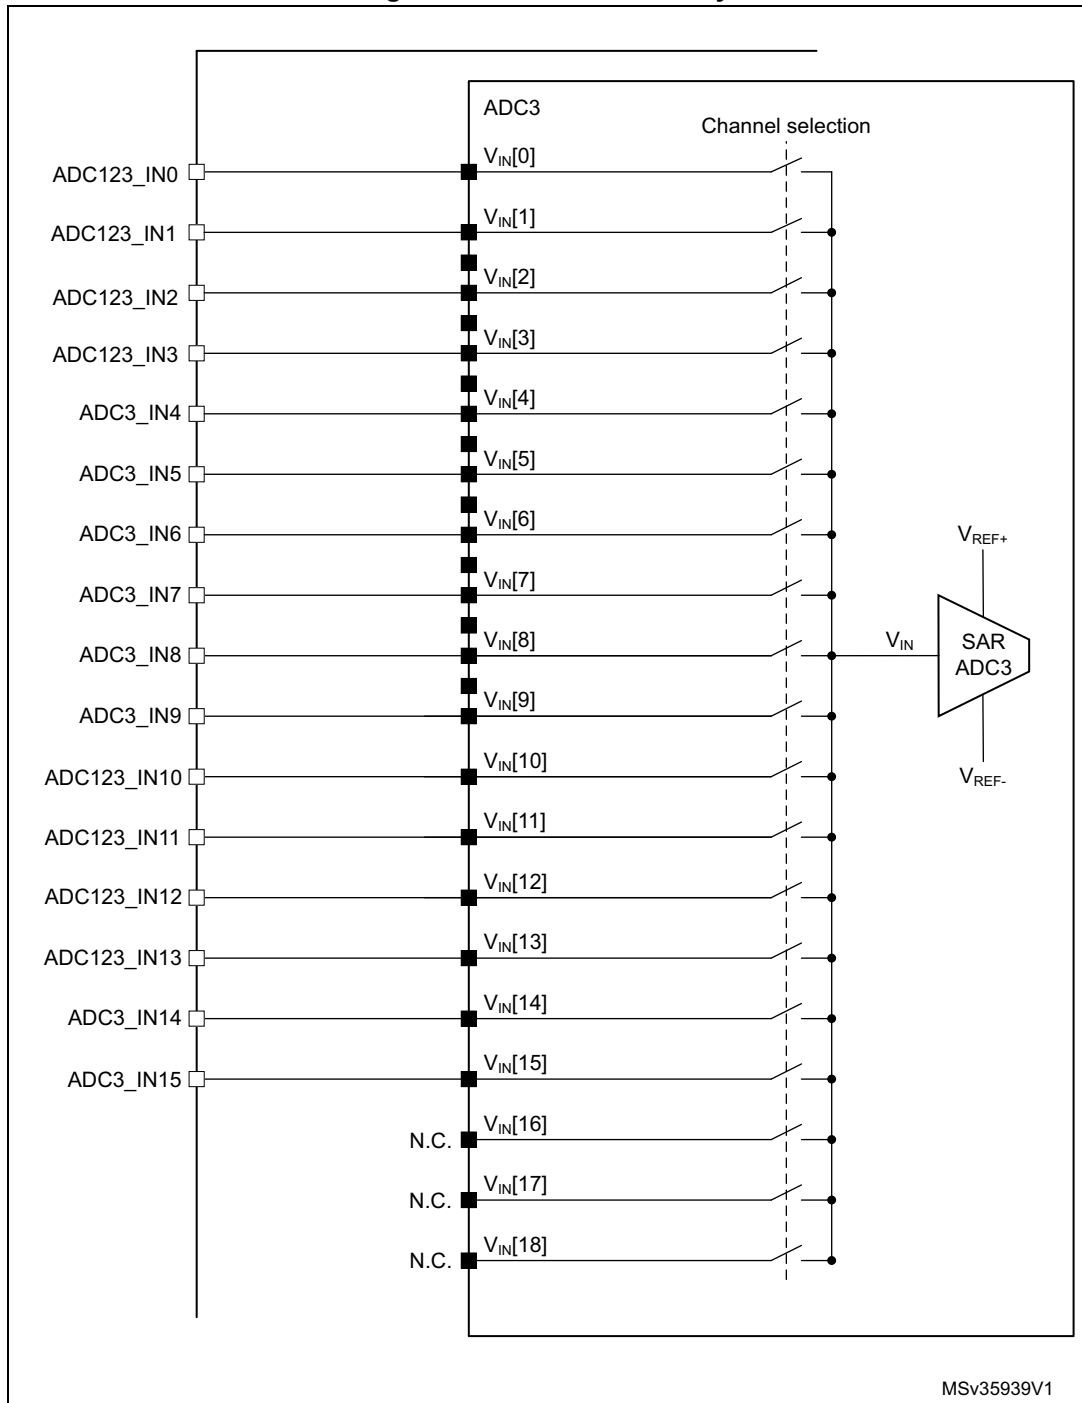 ADC3
Channel selection
ADC123_IN0 VIN[0]
ADC123_IN1 VIN[1]
ADC123_IN2 VIN[2]
ADC123_IN3 VIN[3]
ADC3_IN4 VIN[4]
ADC3_IN5 VIN[5]
ADC3_IN6 VIN[6]
VREF+
ADC3_IN7 VIN[7]
ADC3_IN8 VIN[8] VIN SAR
ADC3
ADC3_IN9 VIN[9]
ADC123_IN10 VIN[10]
VREF-
ADC123_IN11 VIN[11]
ADC123_IN12 VIN[12]
ADC123_IN13 VIN[13]
ADC3_IN14 VIN[14]
ADC3_IN15 VIN[15]
N.C. VIN[16]
N.C. VIN[17]
N.C. VIN[18]
MSv35939V1